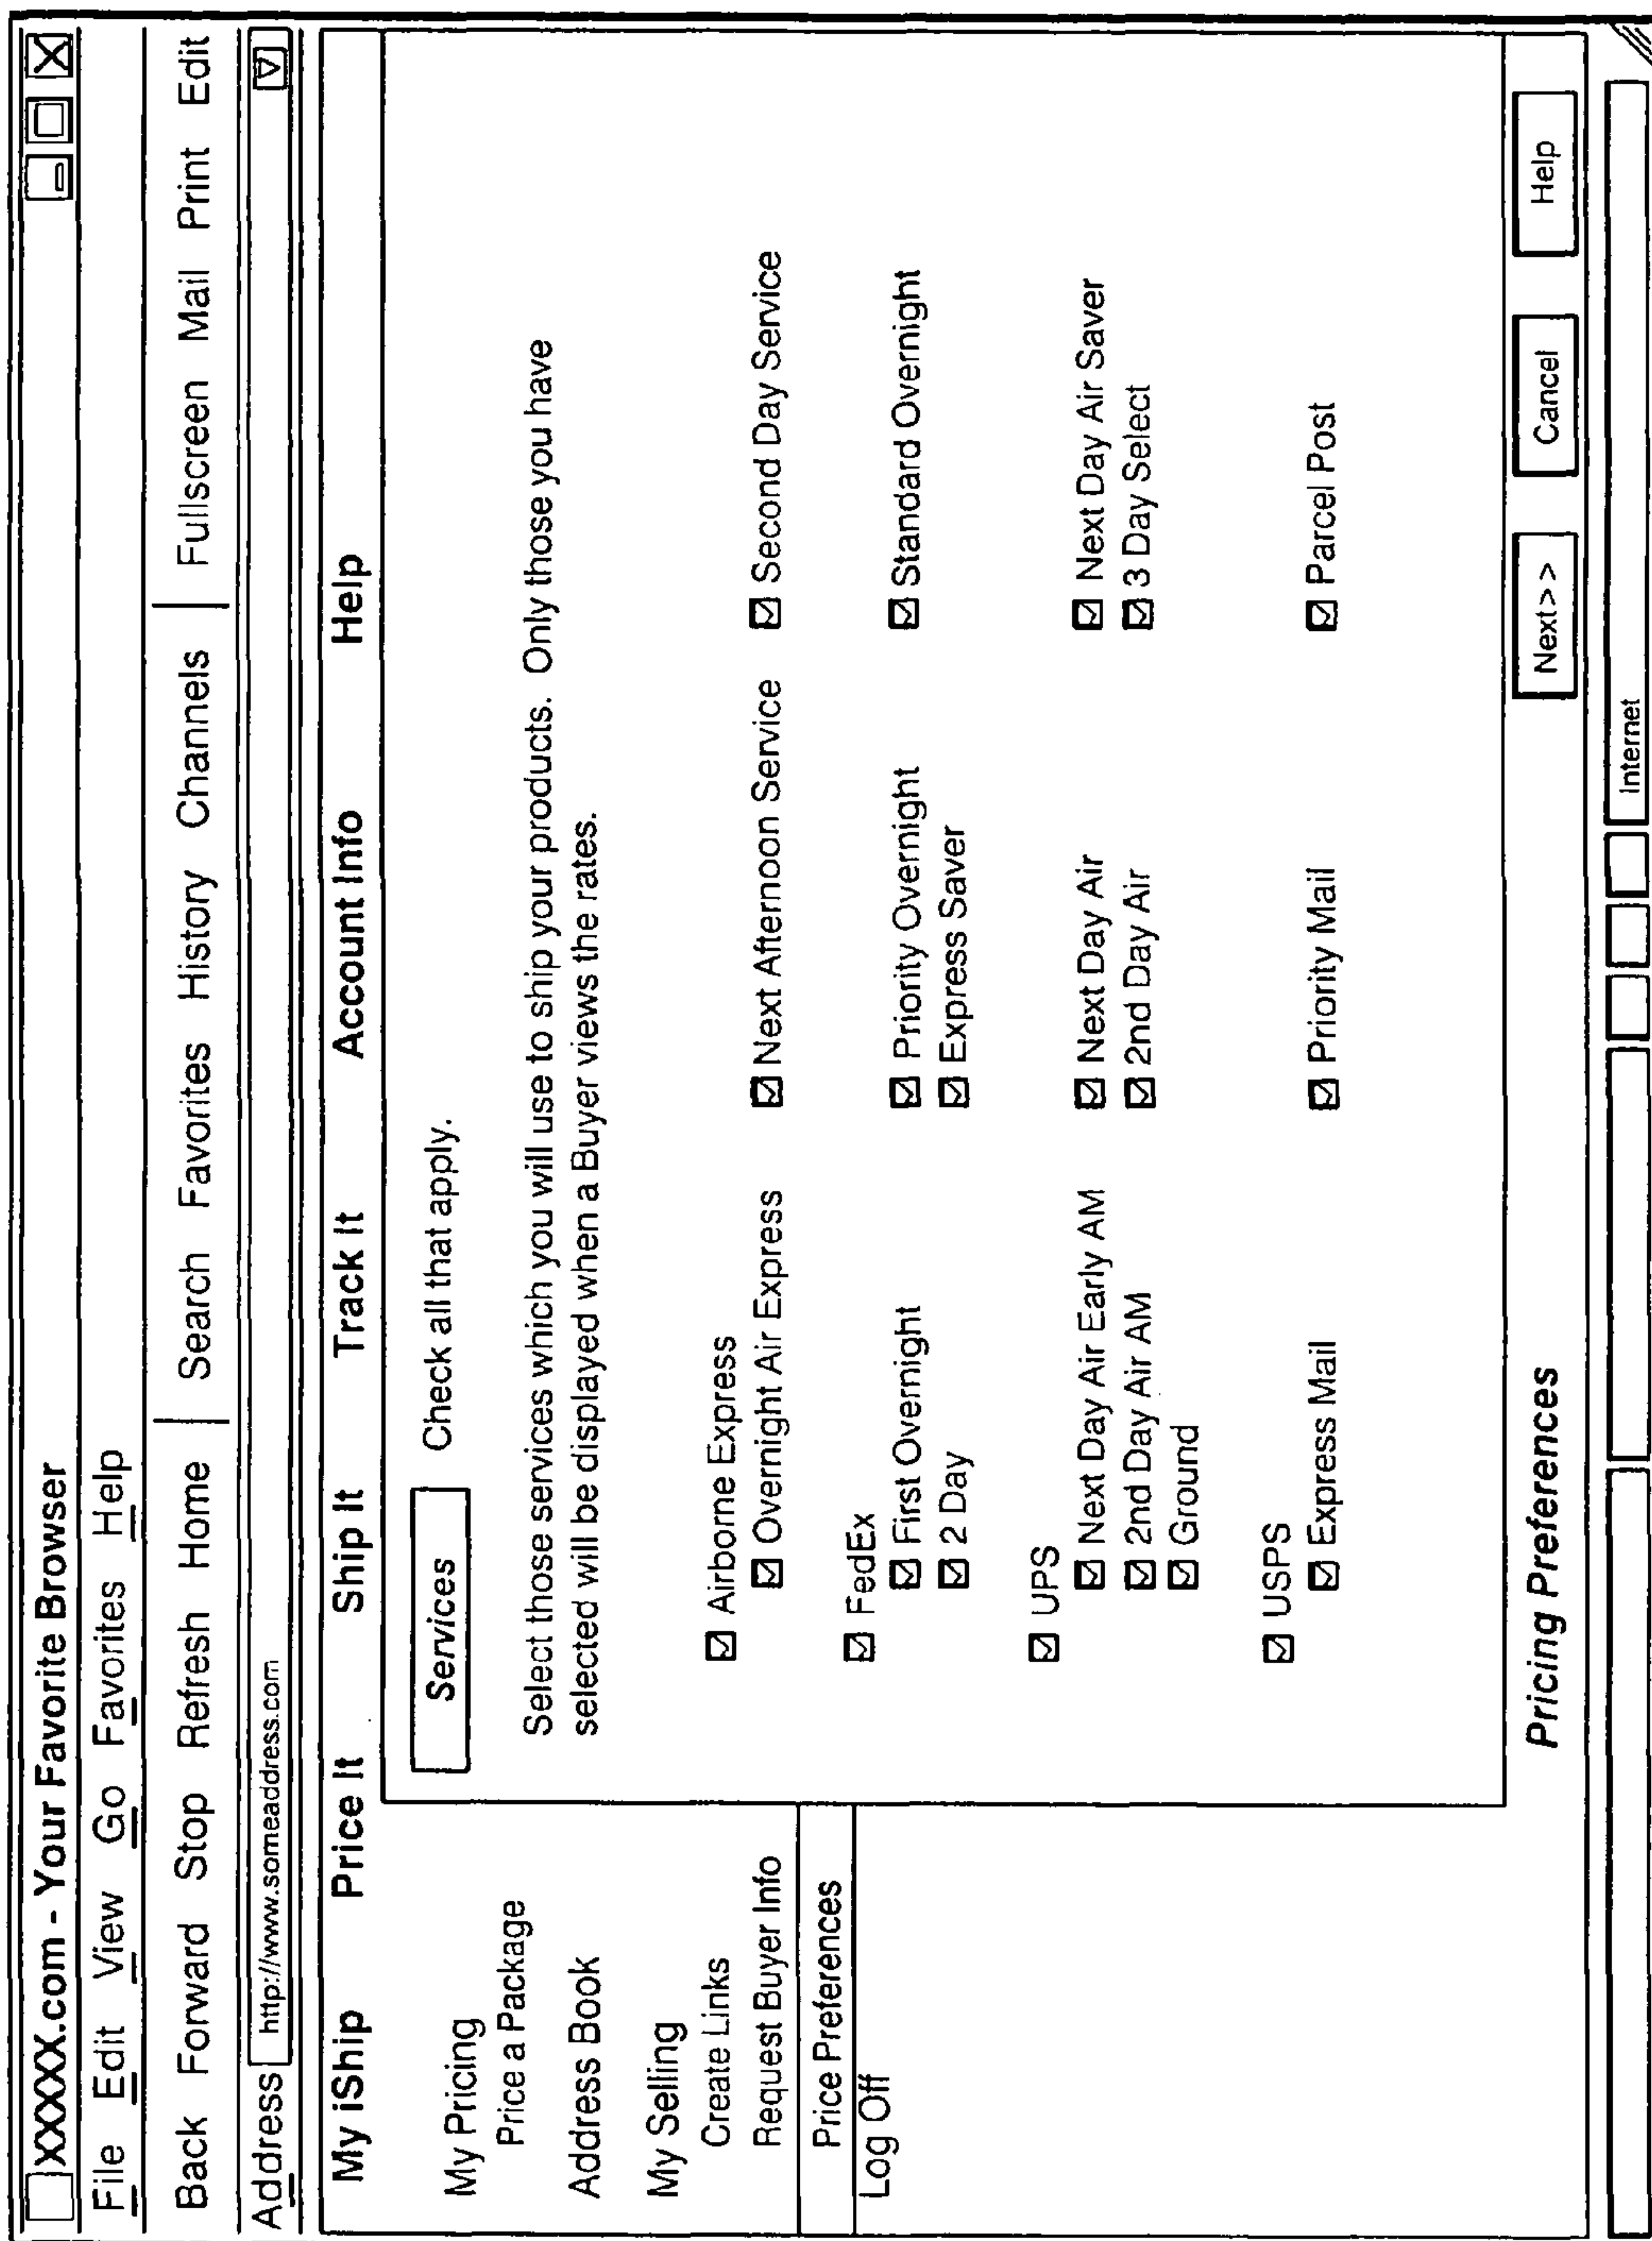 XXXXX.com - Your Favorite Browser
File Edit View Go Favorites Help
Back Forward Stop Refresh Home Search Favorites History Channels Fullscreen Mail Print Edit
Address http://www.someaddress.com
My iShip Price It Ship It Track It Account Info Help
My Pricing
Price a Package
Address Book
My Selling
Create Links
Request Buyer Info
Price Preferences
Log Off
Services Check all that apply.
Select those services which you will use to ship your products. Only those you have
selected will be displayed when a Buyer views the rates.
Airborne Express
Overnight Air Express Next Afternoon Service Second Day Service
FedEx
First Overnight Priority Overnight Standard Overnight
2 Day Express Saver
UPS
Next Day Air Early AM Next Day Air Next Day Air Saver
2nd Day Air AM 2nd Day Air 3 Day Select
Ground
USPS
Express Mail Priority Mail Parcel Post
Pricing Preferences Next>> Cancel Help
Internet